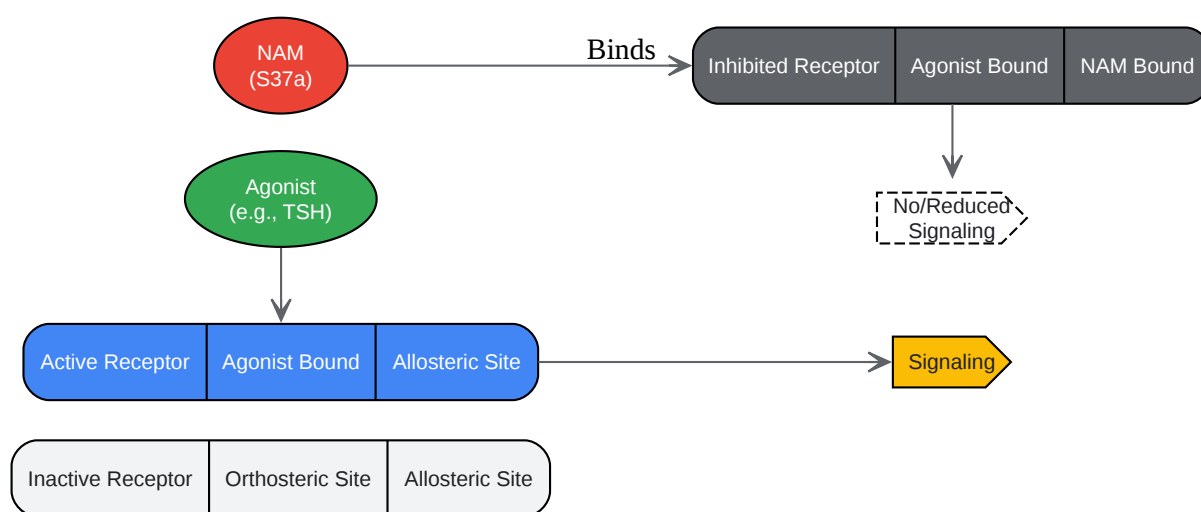 NAM
(S37a)
Binds
Inhibited Receptor
Agonist Bound
NAM Bound
Agonist
(e.g., TSH)
No/Reduced
Signaling
Active Receptor
Agonist Bound
Allosteric Site
Signaling
Inactive Receptor
Orthosteric Site
Allosteric Site